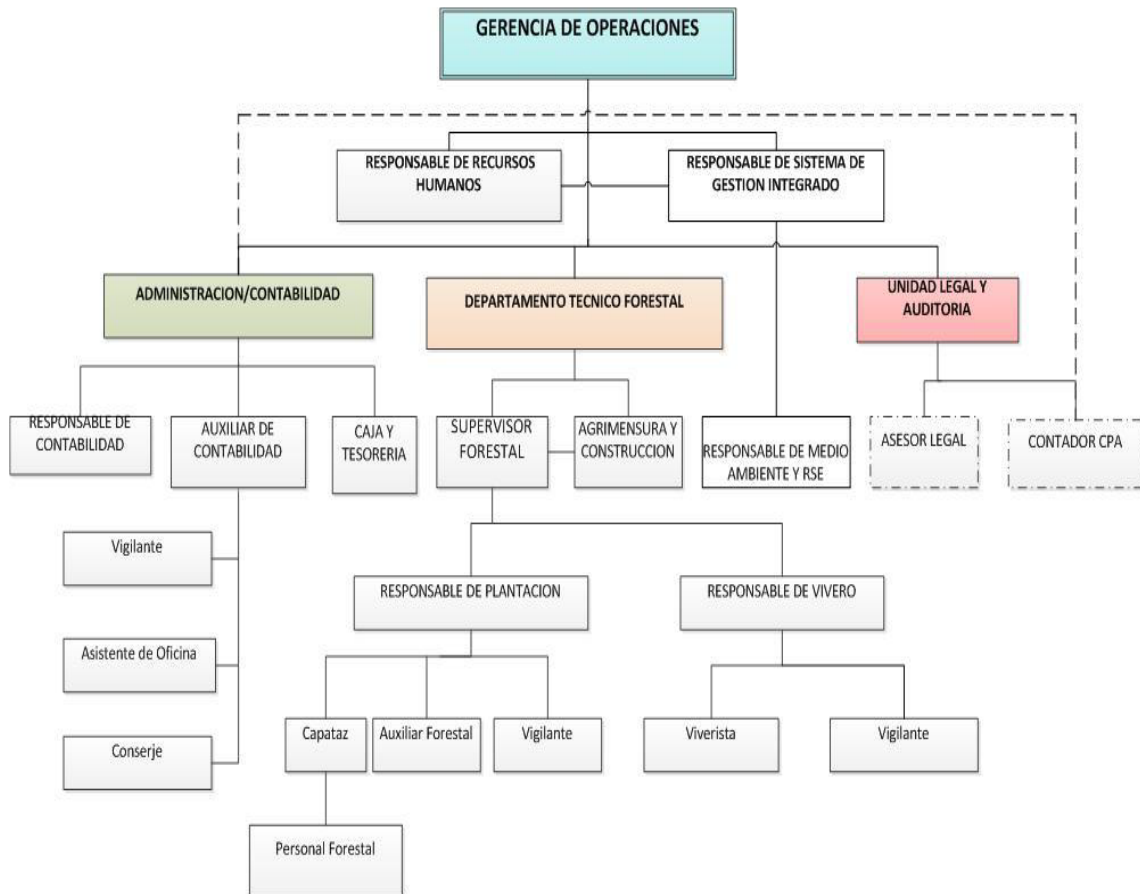 GERENCIA DE OPERACIONES
RESPONSABLE DE RECURSOS
HUMANOS
RESPONSABLE DE SISTEMA DE
GESTION INTEGRADO
ADMINISTRACION/CONTABILIDAD
DEPARTAMENTO TECNICO FORESTAL
UNIDAD LEGAL Y
AUDITORIA
RESPONSABLE DE
CONTABILIDAD
AUXILIAR DE
CONTABILIDAD
CAJA Y
TESORERIA
SUPERVISOR
FORESTAL
AGRIMENSURA Y
CONSTRUCCION
RESPONSABLE DE MEDIO
AMBIENTE Y RSE
ASESOR LEGAL
CONTADOR CPA
Vigilante
Asistente de Oficina
Conserje
RESPONSABLE DE PLANTACION
RESPONSABLE DE VIVERO
Capataz
Auxiliar Forestal
Vigilante
Viverista
Vigilante
Personal Forestal